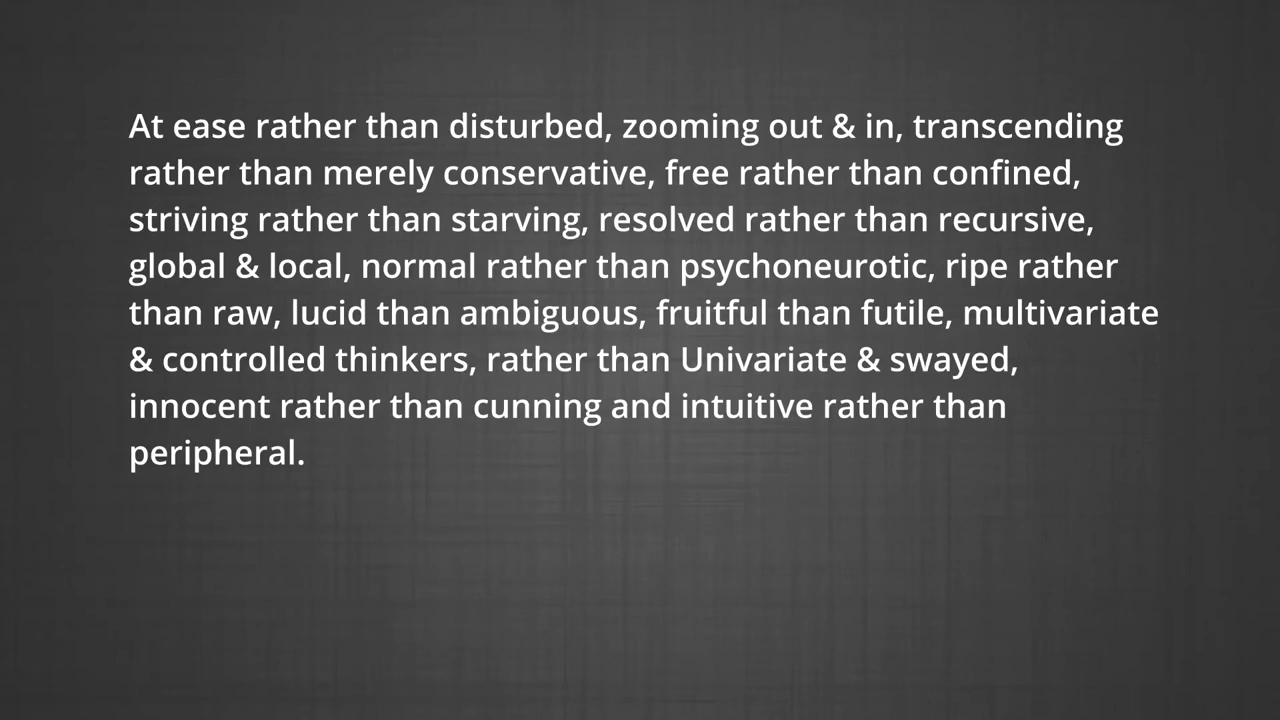 At ease rather than disturbed, zooming out & in, transcending
rather than merely conservative, free rather than confined,
striving rather than starving, resolved rather than recursive,
global & local, normal rather than psychoneurotic, ripe rather
than raw, lucid than ambiguous, fruitful than futile, multivariate
& controlled thinkers, rather than Univariate & swayed,
innocent rather than cunning and intuitive rather than
peripheral.